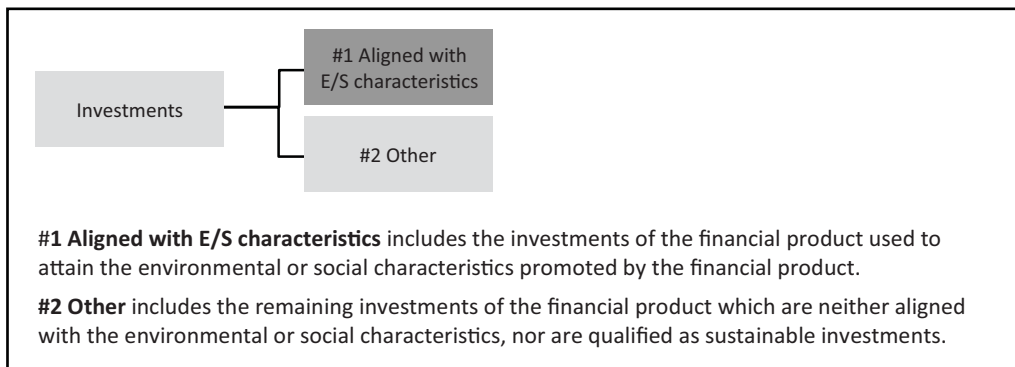 #1 Aligned with
E/S characteristics
Investments
#2 Other
#1 Aligned with E/S characteristics includes the investments of the financial product used to
attain the environmental or social characteristics promoted by the financial product.
#2 Other includes the remaining investments of the financial product which are neither aligned
with the environmental or social characteristics, nor are qualified as sustainable investments.